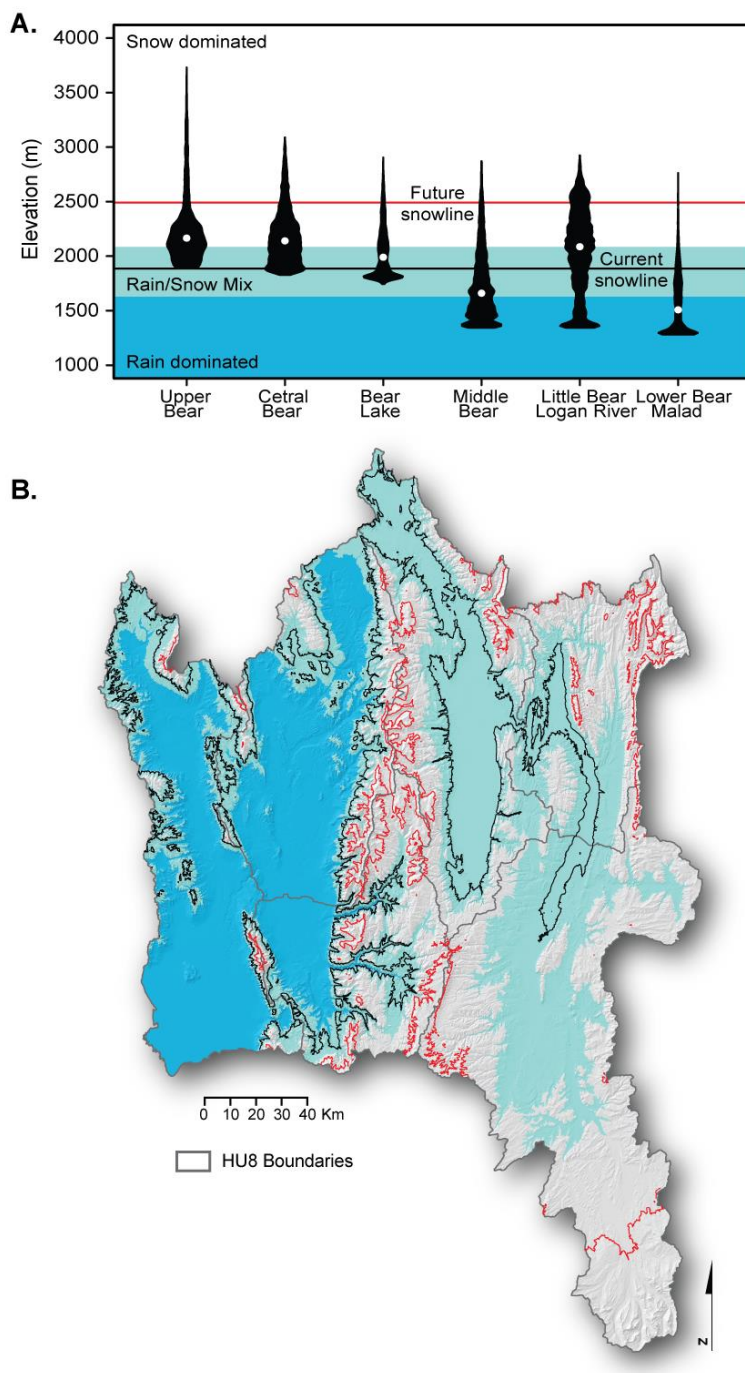 A.
4000
3500
3000
2500
2000
1500
1000
Elevation (m)
Snow dominated
Future
snowline
Current
snowline
Rain/Snow Mix
Rain dominated
Upper
Bear
Cetral
Bear
Bear
Lake
Middle
Bear
Little Bear
Logan River
Lower Bear
Malad
B.
0 10 20 30 40 Km
HU8 Boundaries
N